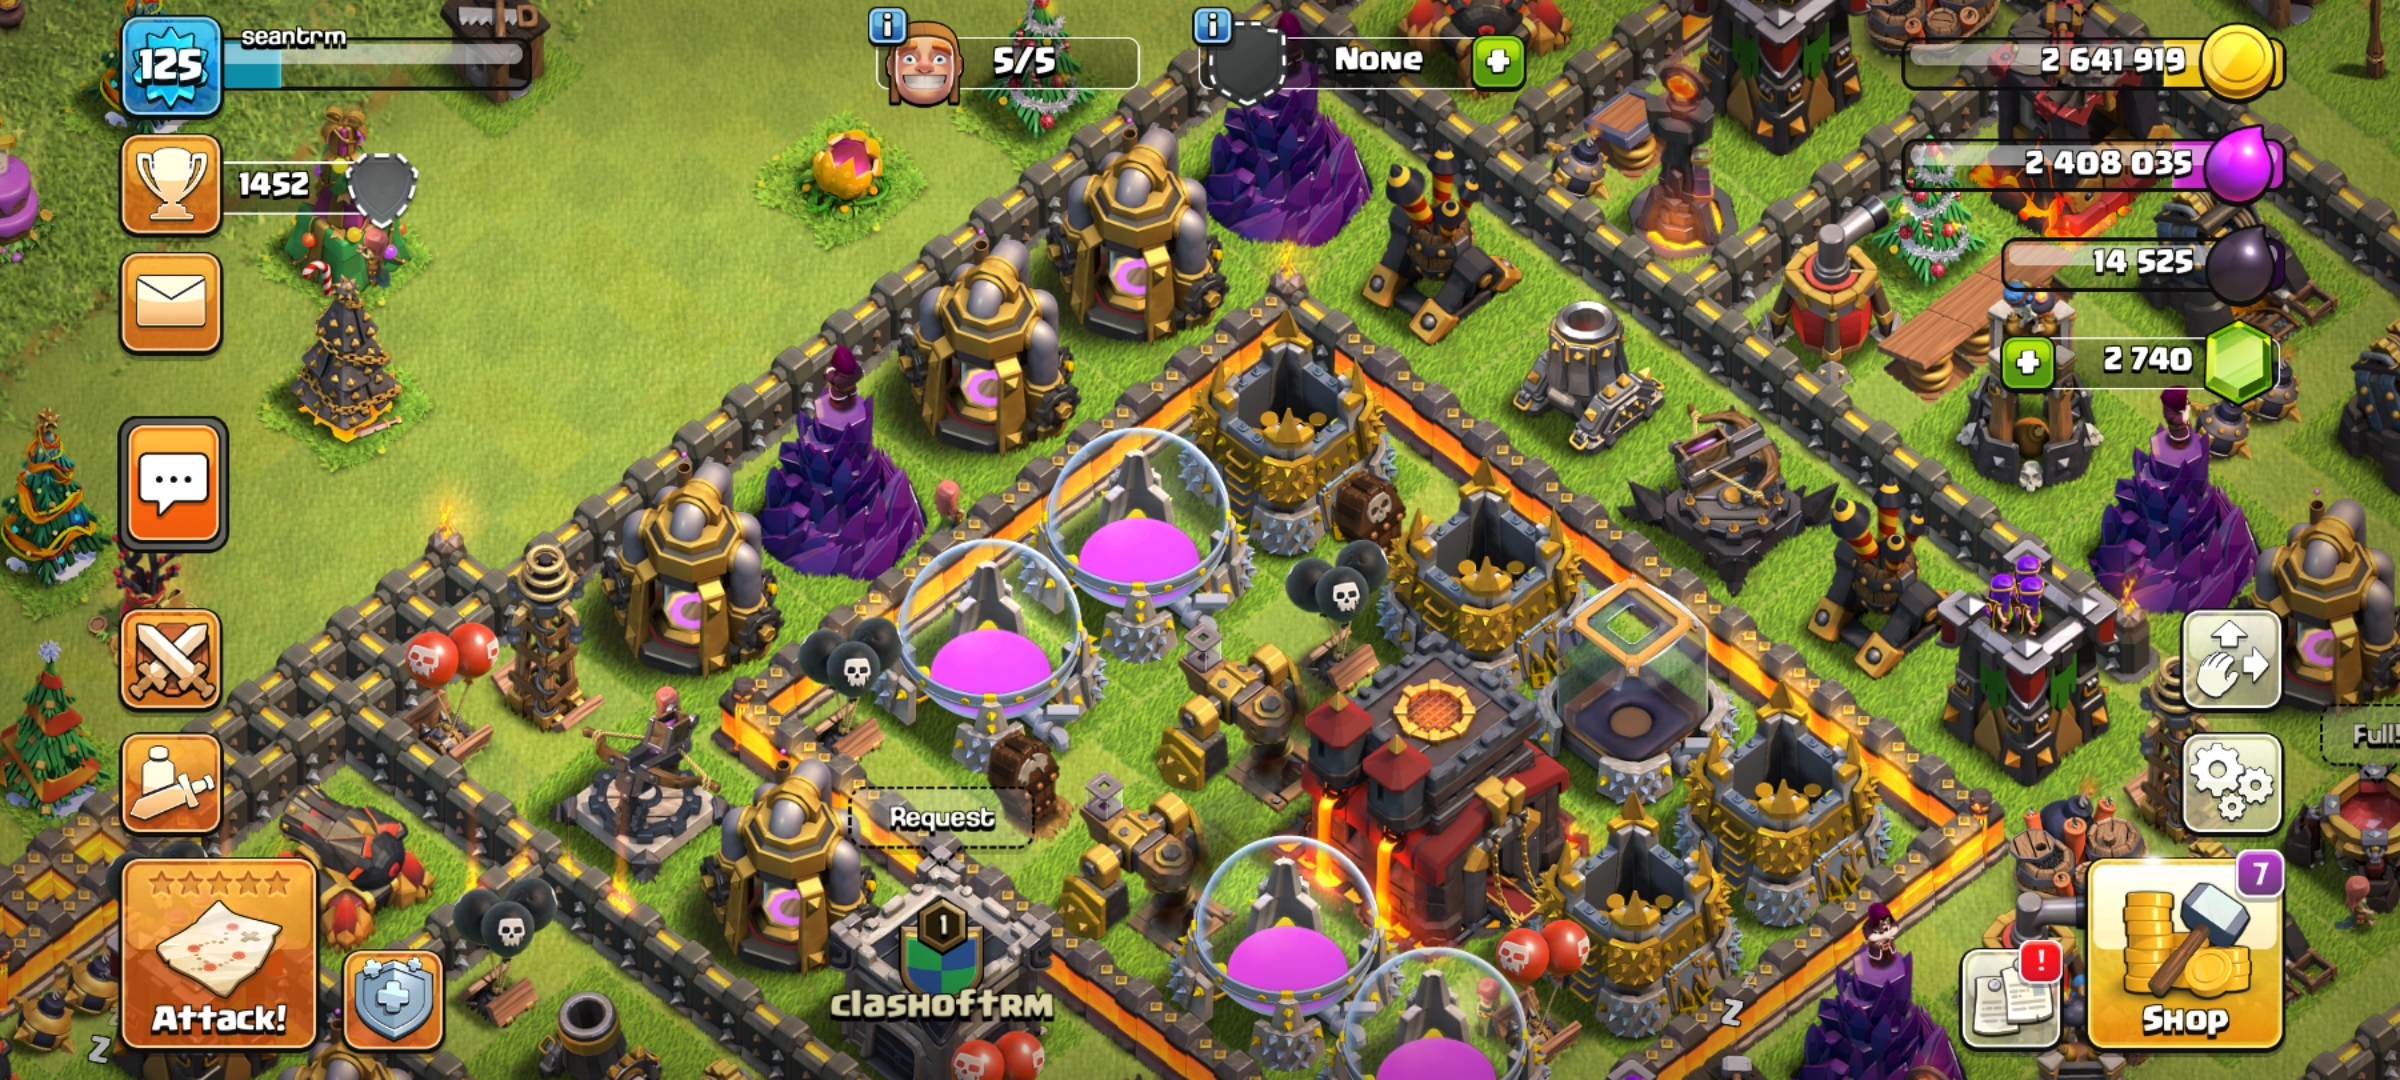 125
seantrm
5/5
None
2 641 919
1452
2 408 035
14 525
2 740
Full!
Request
1
clashoftrm
7
!
Attack!
Shop
z
z